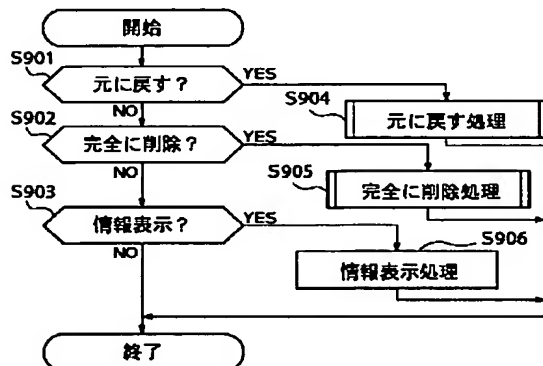 開始
S901
元に戻す？
YES
NO
S904
元に戻す処理
S902
完全に削除？
YES
NO
S905
完全に削除処理
S903
情報表示？
YES
NO
S906
情報表示処理
終了